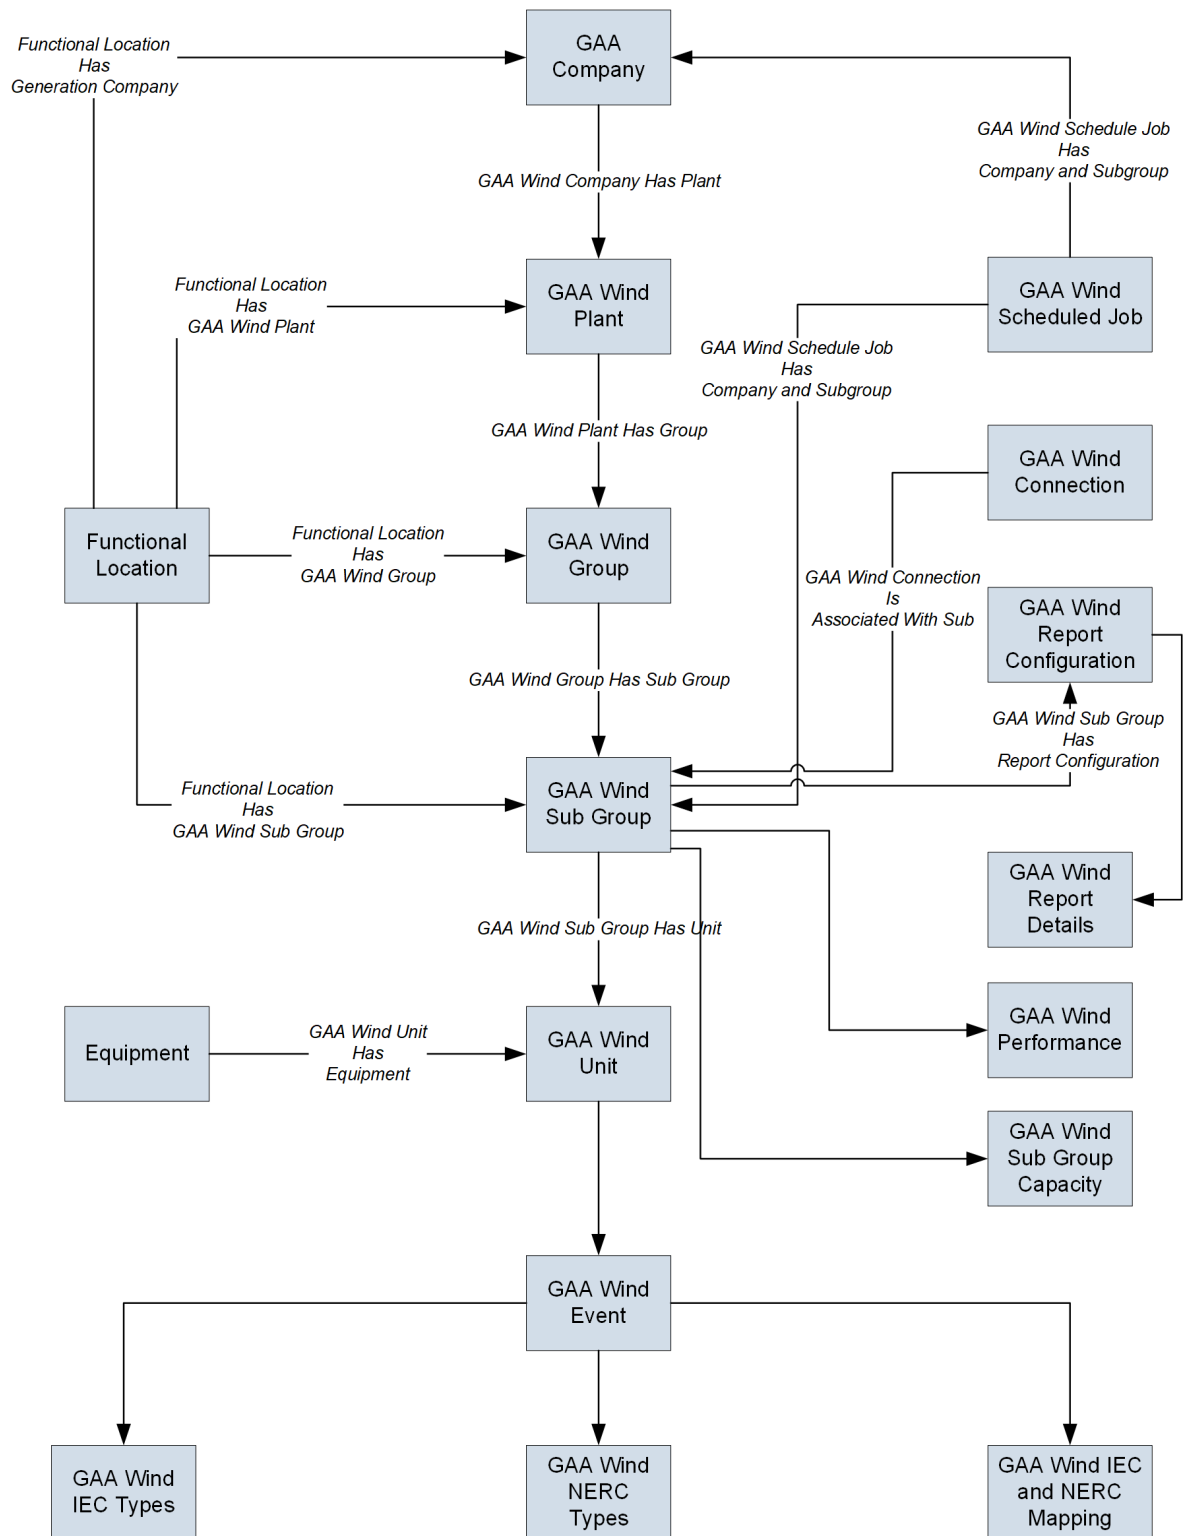 Functional Location
Has
Generation Company
GAA
Company
GAA Wind Schedule Job
Has
Company and Subgroup
GAA Wind Company Has Plant
Functional Location
Has
GAA Wind Plant
GAA Wind
Plant
GAA Wind
Scheduled Job
GAA Wind Schedule Job
Has
Company and Subgroup
GAA Wind Plant Has Group
GAA Wind
Connection
Functional
Location
Functional Location
Has
GAA Wind Group
GAA Wind
Group
GAA Wind Connection
Is
Associated With Sub
GAA Wind
Report
Configuration
GAA Wind Group Has Sub Group
GAA Wind Sub Group
Has
Report Configuration
Functional Location
Has
GAA Wind Sub Group
GAA Wind
Sub Group
GAA Wind
Report
Details
GAA Wind Sub Group Has Unit
Equipment
GAA Wind Unit
Has
Equipment
GAA Wind
Unit
GAA Wind
Performance
GAA Wind
Sub Group
Capacity
GAA Wind
Event
GAA Wind
IEC Types
GAA Wind
NERC
Types
GAA Wind IEC
and NERC
Mapping